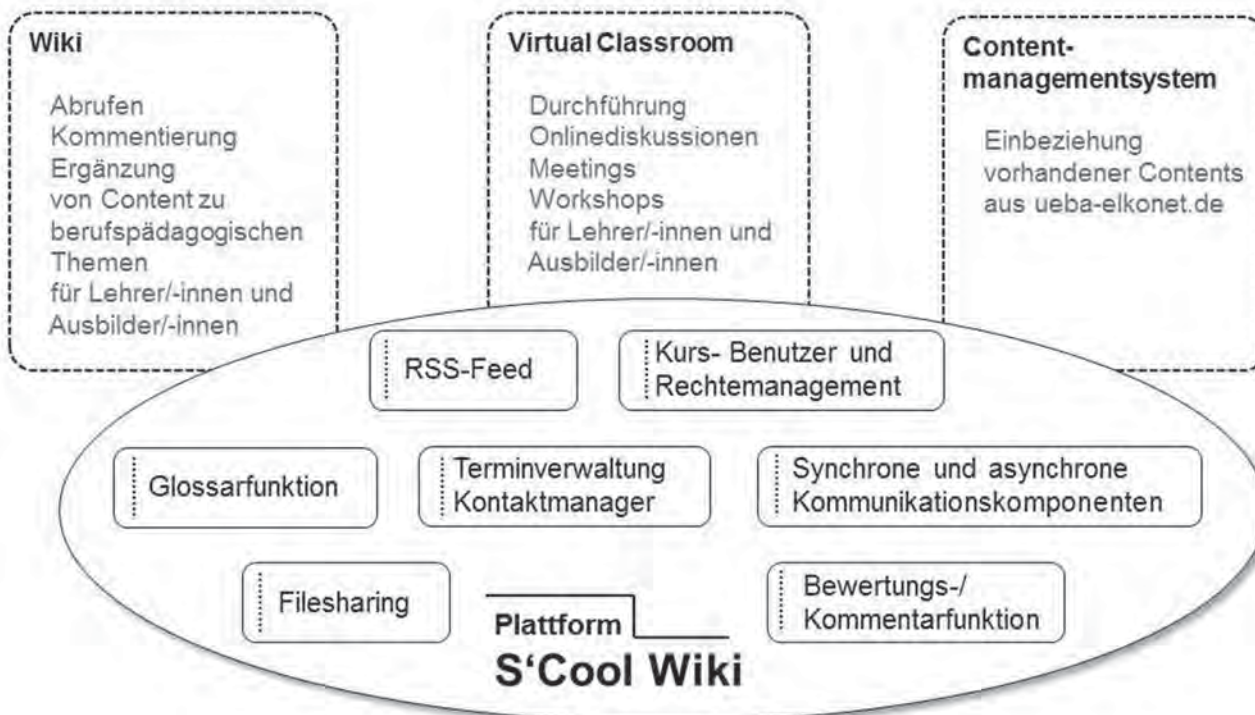 Wiki
Abrufen
Kommentierung
Ergänzung
von Content zu
berufspädagogischen
Themen
für Lehrer/-innen und
Ausbilder/-innen
Virtual Classroom
Durchführung
Onlinediskussionen
Meetings
Workshops
für Lehrer/-innen und
Ausbilder/-innen
Content-
managementsystem
Einbeziehung
vorhandener Contents
aus ueba-elkonet.de
RSS-Feed
Kurs- Benutzer und
Rechtemanagement
Glossarfunktion
Terminverwaltung
Kontaktmanager
Synchrone und asynchrone
Kommunikationskomponenten
Filesharing
Bewertungs-/
Kommentarfunktion
Plattform
S‘Cool Wiki